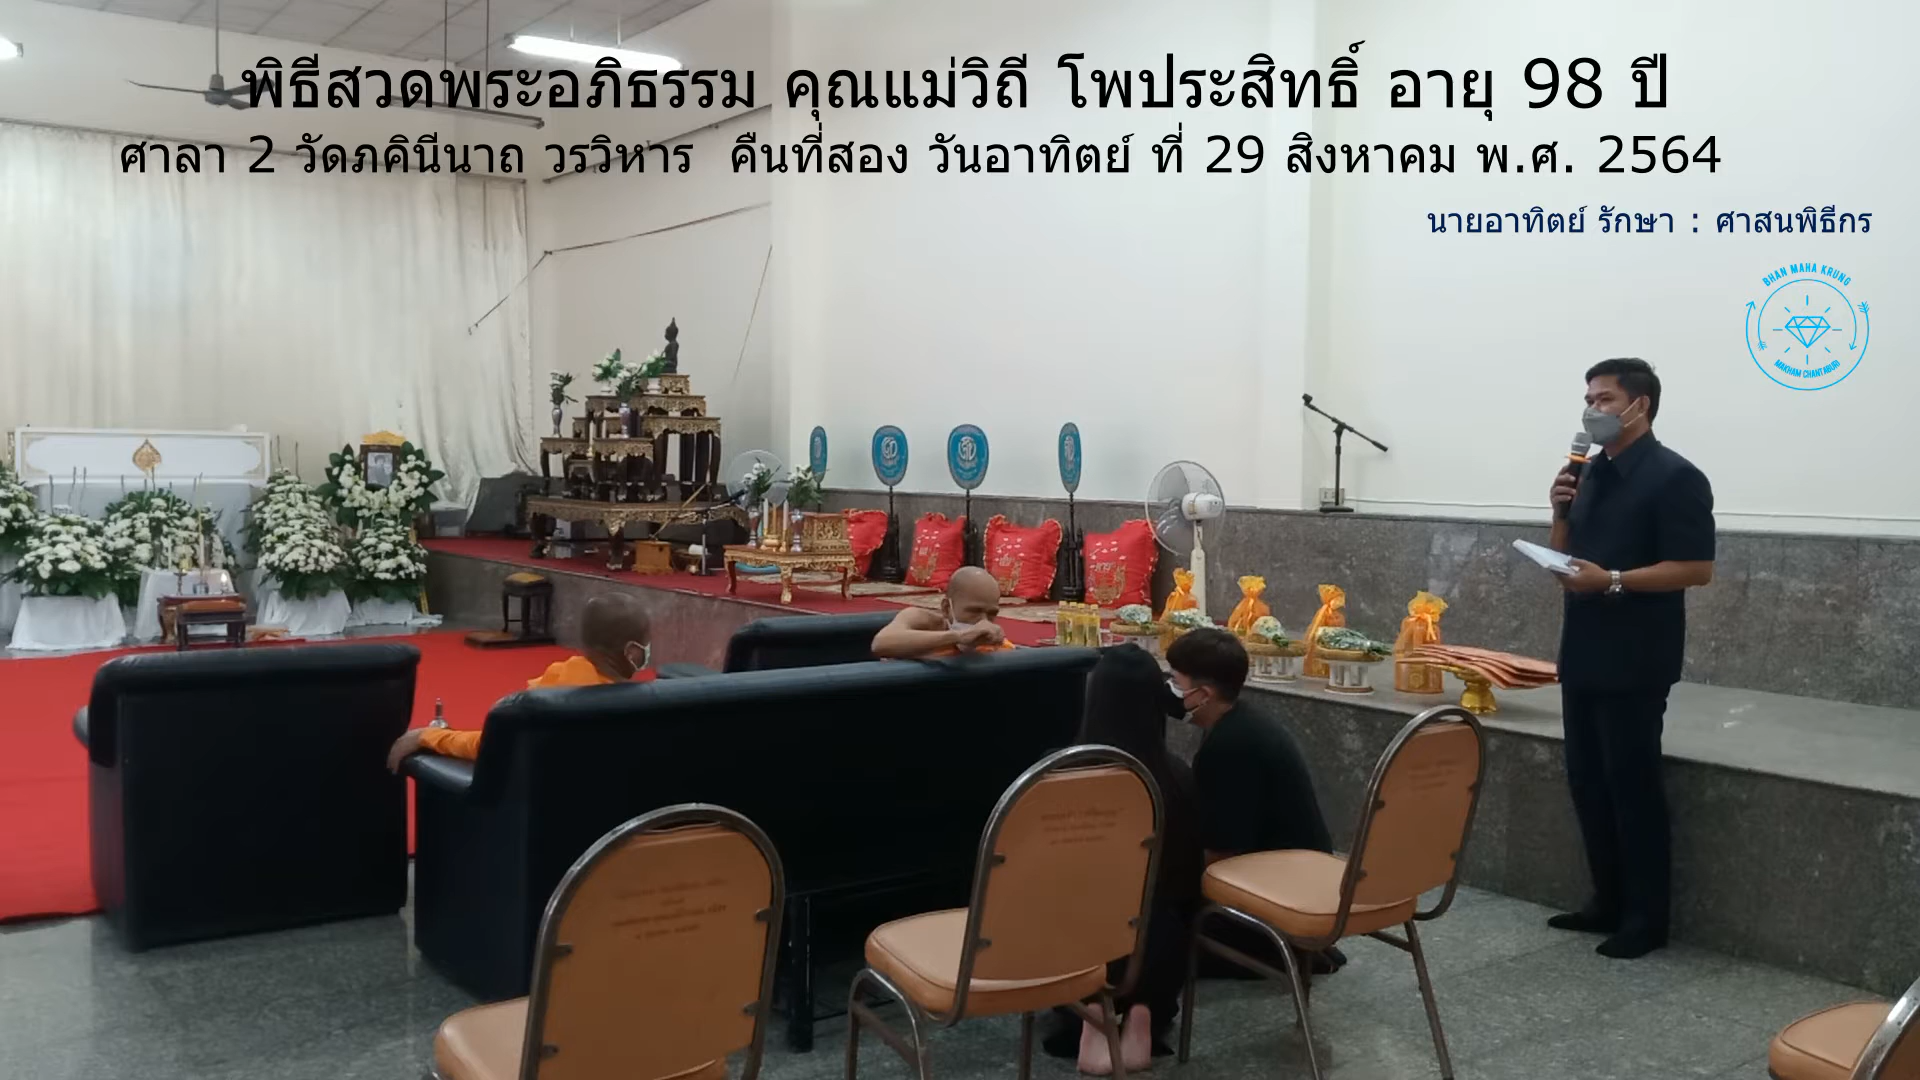 พิธีสวดพระอภิธรรม คุณแม่วิถี โพประสิทธิ์ อายุ 98 ปี
ศาลา 2 วัดภคินีนาถ วรวิหาร คืนที่สอง วันอาทิตย์ ที่ 29 สิงหาคม พ.ศ. 2564
นายอาทิตย์ รักษา : ศาสนพิธีกร
BHAN MAHA KRUNG
MAKHAM CHANTABURI